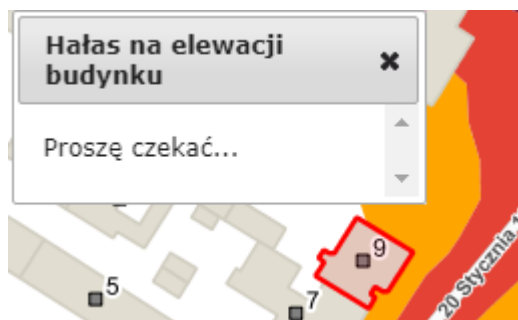 Hałas na elewacji
budynku
Proszę czekać...
9
5
7
20 Stycznia